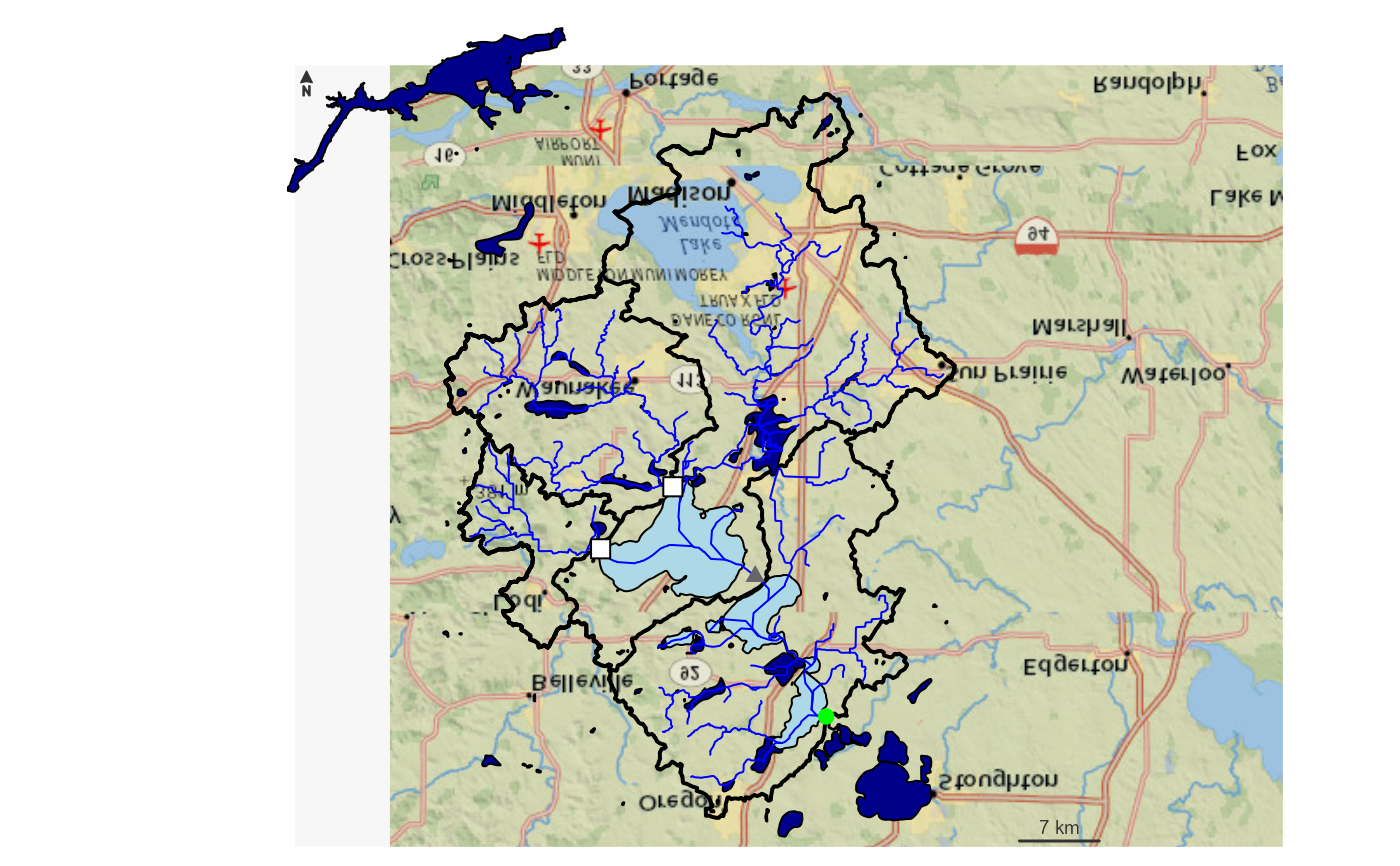 33
Portage
Randolph
Ba
N
16
AIRPORT
MUNI
Fox
Cottage Grove
Madison
Middleton
Lake M
Mendota
Lake
94
Cross Plains
FLD
MIDDLETON MUNI MOREY
TRUAX FLD
DANE CO RGNL
Marshall
Sun Prairie
Waterloo
Waunakee
113
381 m
y
Lodi
92
Edgerton
Belleville
Stoughton
Oregon
7 km